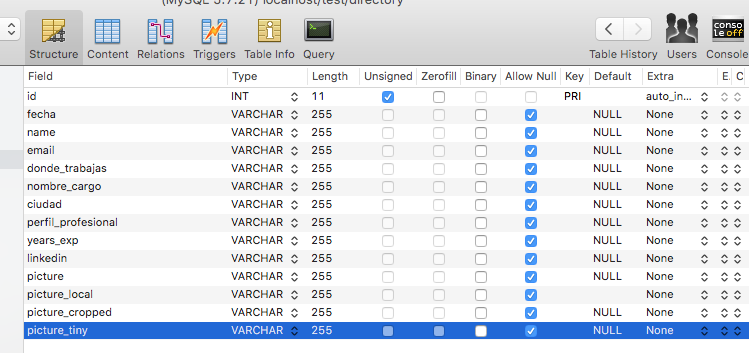 (MySQL 5.7.21) localhost/test/directory
Structure Content Relations Triggers Table Info Query Table History Users Console
conso
le off
Field Type Length Unsigned Zerofill Binary Allow Null Key Default Extra E. C
id INT 11 PRI auto_in...
fecha VARCHAR 255 NULL None
name VARCHAR 255 NULL None
email VARCHAR 255 NULL None
donde_trabajas VARCHAR 255 NULL None
nombre_cargo VARCHAR 255 NULL None
ciudad VARCHAR 255 NULL None
perfil_profesional VARCHAR 255 NULL None
years_exp VARCHAR 255 NULL None
linkedin VARCHAR 255 NULL None
picture VARCHAR 255 NULL None
picture_local VARCHAR 255 None
picture_cropped VARCHAR 255 NULL None
picture_tiny VARCHAR 255 NULL None